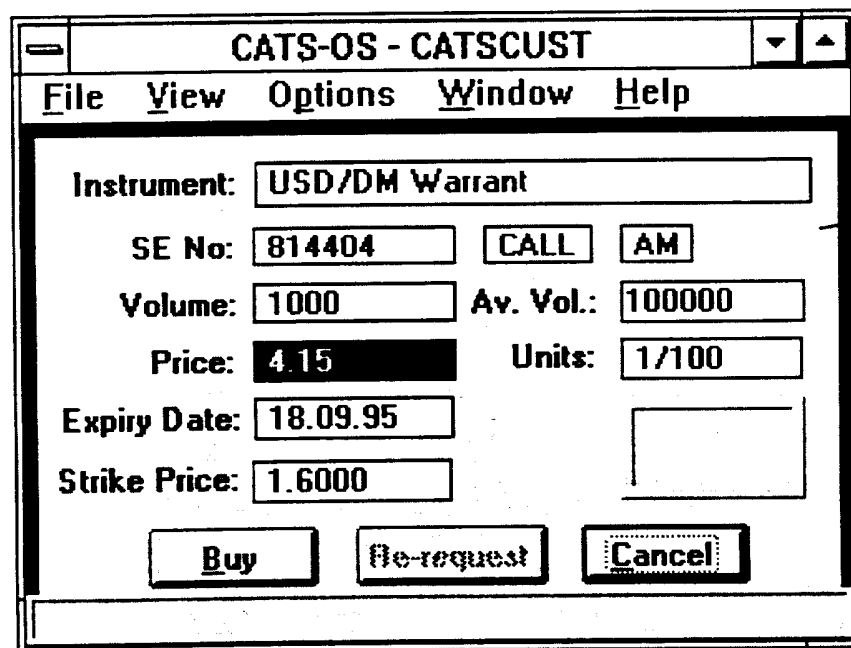 CATS-OS - CATSCUST
File View Options Window Help
Instrument: USD/DM Warrant
SE No: 814404 CALL AM
Volume: 1000 Av. Vol.: 100000
Price: 4.15 Units: 1/100
Expiry Date: 18.09.95
Strike Price: 1.6000
Buy Re-request Cancel